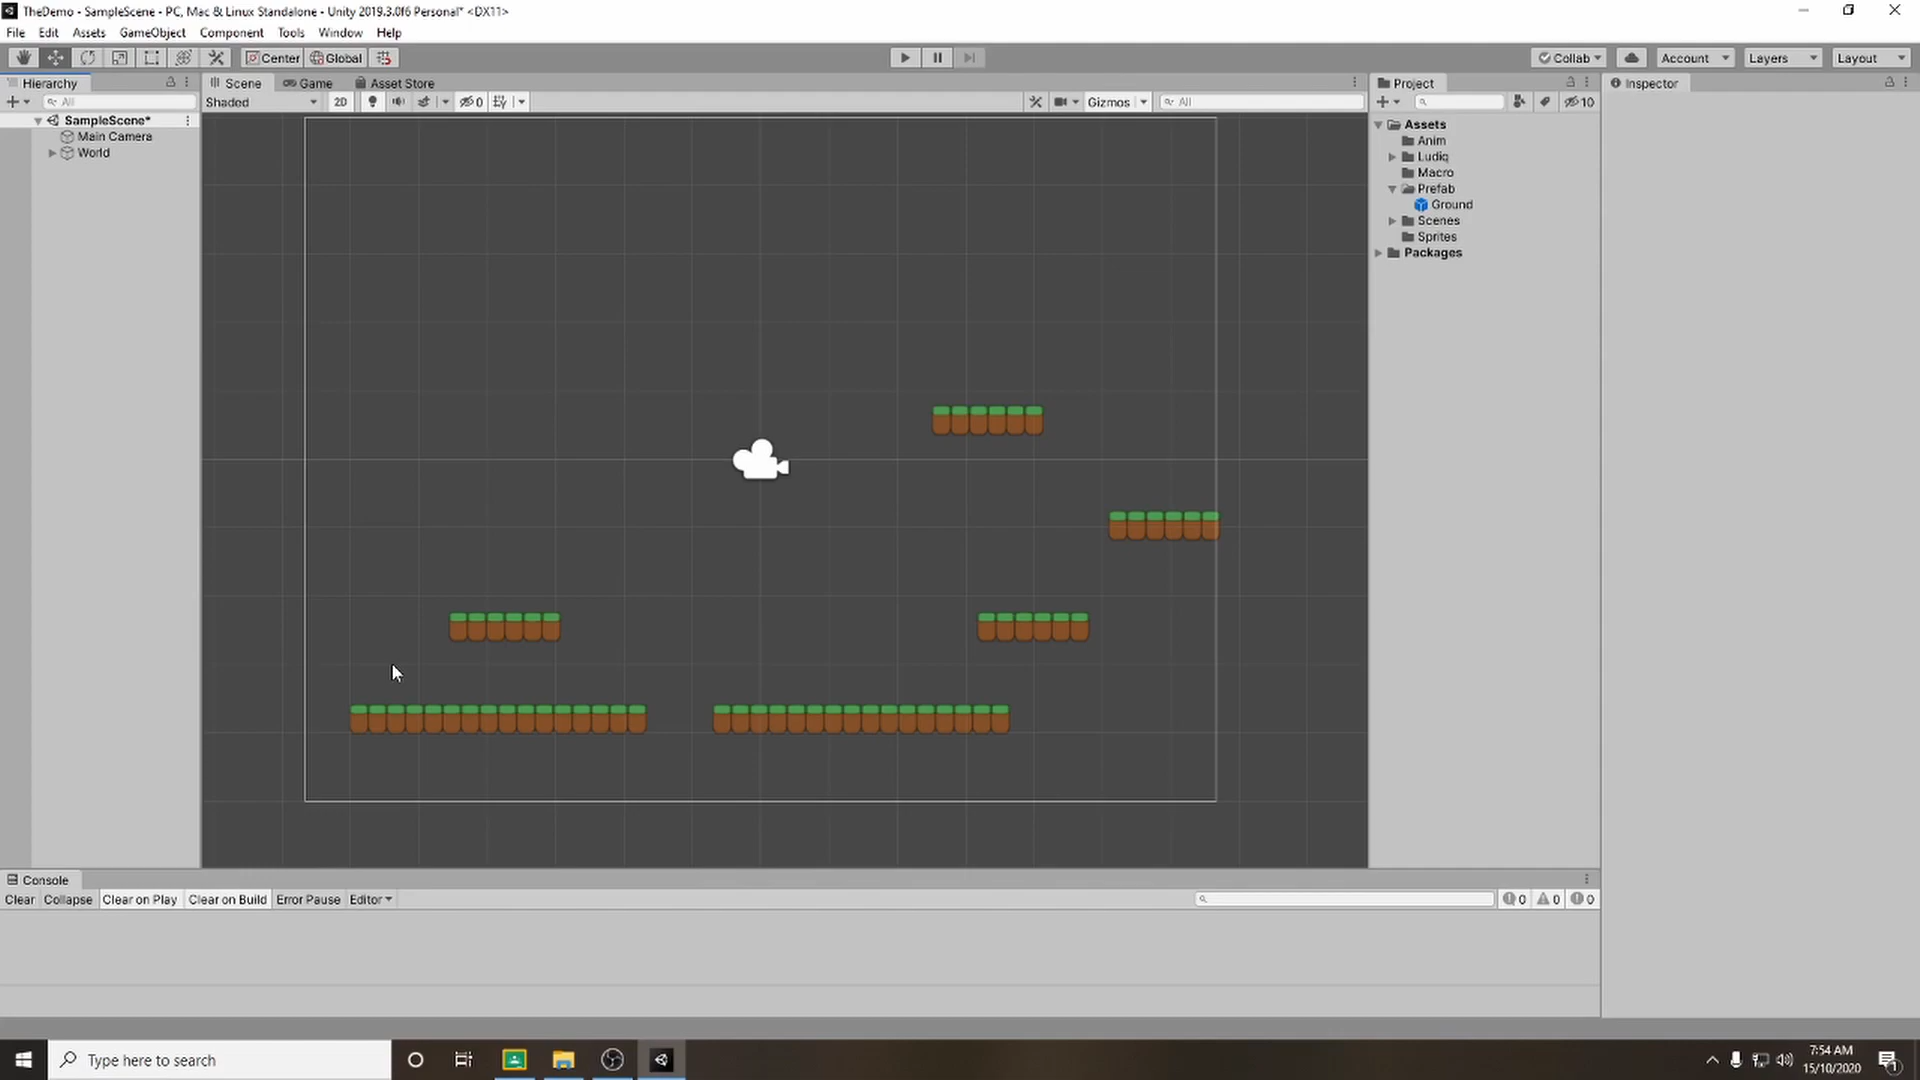 TheDemo - SampleScene - PC, Mac & Linux Standalone - Unity 2019.3.0f6 Personal* <DX11>
File Edit Assets GameObject Component Tools Window Help
Center Global Collab Account Layers Layout
Hierarchy Scene Game Asset Store Project Inspector
All Shaded 2D 0 Gizmos All 10
SampleScene*
Main Camera
World
Assets
Anim
Ludiq
Macro
Prefab
Ground
Scenes
Sprites
Packages
Console
Clear Collapse Clear on Play Clear on Build Error Pause Editor 0 0 0
Type here to search
7:54 AM
15/10/2020
1